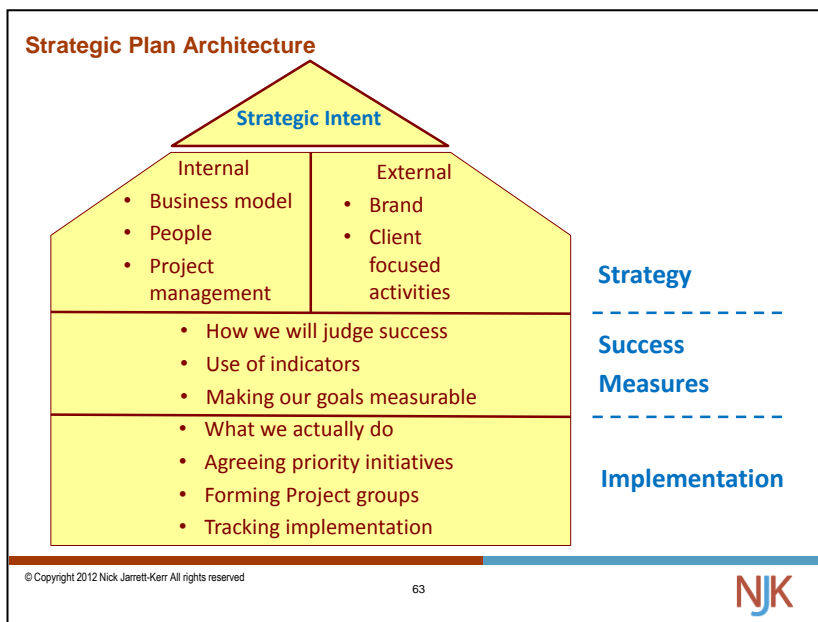 Strategic Plan Architecture
Strategic Intent
Internal
• Business model
• People
• Project
management
External
• Brand
• Client
focused
activities
Strategy
• How we will judge success
• Use of indicators
• Making our goals measurable
Success
Measures
• What we actually do
• Agreeing priority initiatives
• Forming Project groups
• Tracking implementation
Implementation
© Copyright 2012 Nick Jarrett-Kerr All rights reserved
63
NJK